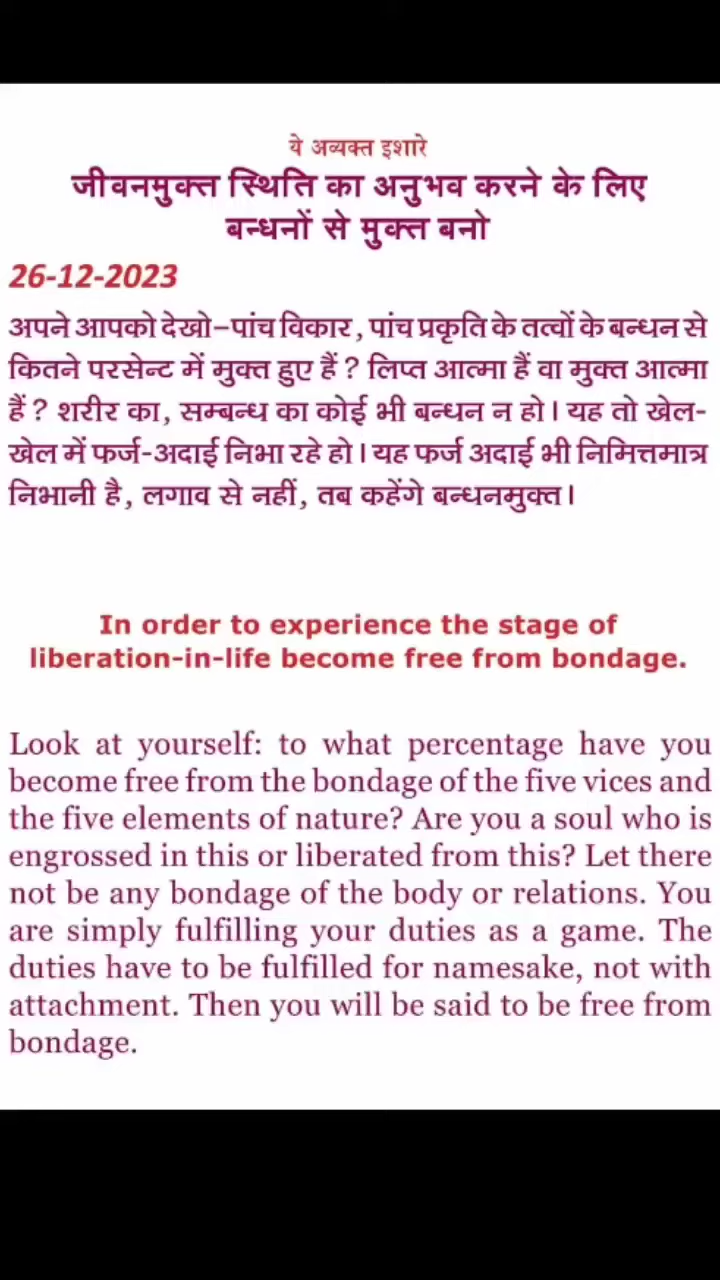 ये अव्यक्त इशारे
जीवनमुक्त स्थिति का अनुभव करने के लिए
बन्धनों से मुक्त बनो
26-12-2023
अपने आपको देखो–पांच विकार, पांच प्रकृति के तत्वों के बन्धन से
कितने परसेन्ट में मुक्त हुए हैं? लिप्त आत्मा हैं वा मुक्त आत्मा
हैं? शरीर का, सम्बन्ध का कोई भी बन्धन न हो। यह तो खेल-
खेल में फर्ज-अदाई निभा रहे हो। यह फर्ज अदाई भी निमित्तमात्र
निभानी है, लगाव से नहीं, तब कहेंगे बन्धनमुक्त।
In order to experience the stage of
liberation-in-life become free from bondage.
Look at yourself: to what percentage have you
become free from the bondage of the five vices and
the five elements of nature? Are you a soul who is
engrossed in this or liberated from this? Let there
not be any bondage of the body or relations. You
are simply fulfilling your duties as a game. The
duties have to be fulfilled for namesake, not with
attachment. Then you will be said to be free from
bondage.